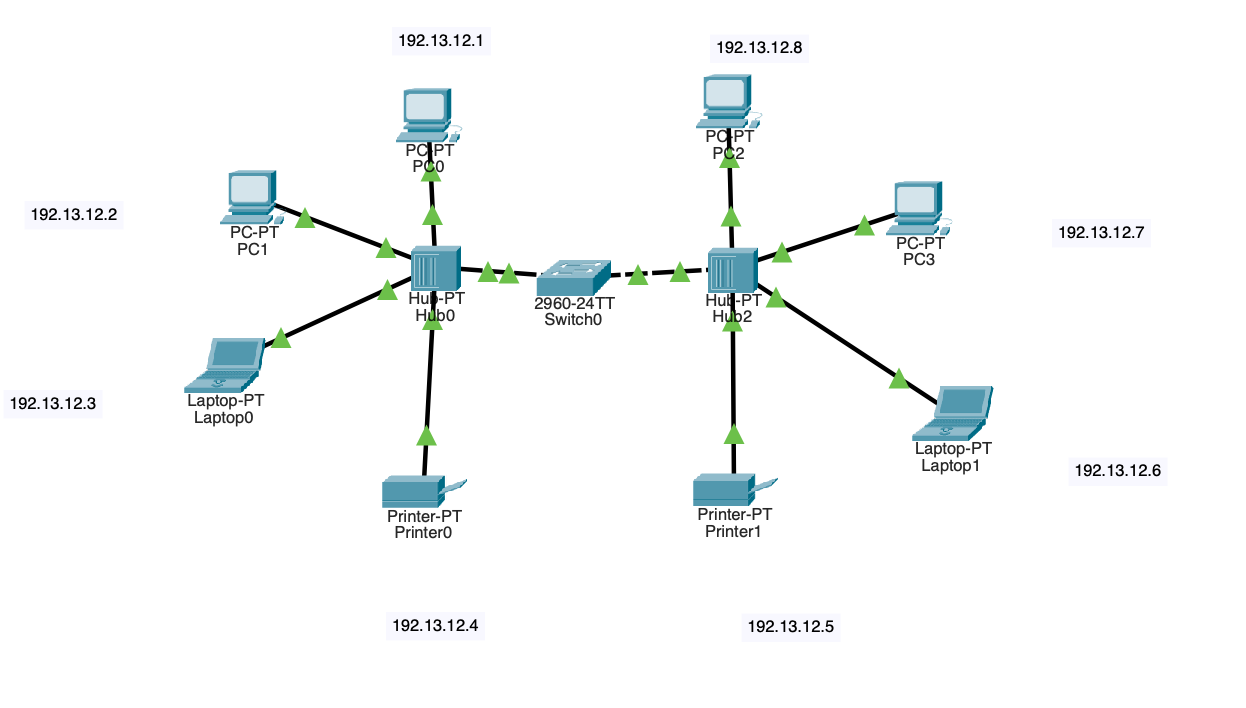 192.13.12.1
192.13.12.8
PC-PT
PC0
PC-PT
PC2
192.13.12.2
PC-PT
PC1
PC-PT
PC3
192.13.12.7
Hub-PT
Hub0
2960-24TT
Switch0
Hub-PT
Hub2
192.13.12.3
Laptop-PT
Laptop0
Laptop-PT
Laptop1
192.13.12.6
Printer-PT
Printer0
Printer-PT
Printer1
192.13.12.4
192.13.12.5